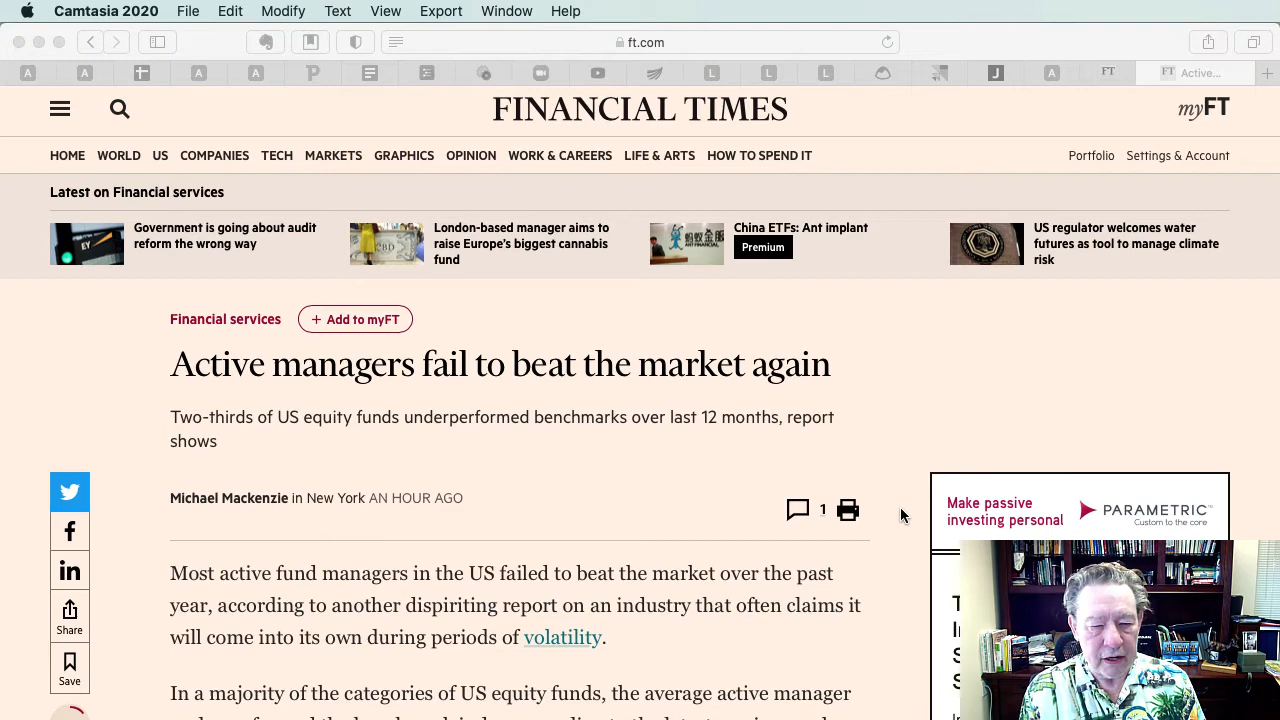 Camtasia 2020 File Edit Modify Text View Export Window Help
ft.com
A A A A P L L L J A FT FT Active...
FINANCIAL TIMES
myFT
HOME WORLD US COMPANIES TECH MARKETS GRAPHICS OPINION WORK & CAREERS LIFE & ARTS HOW TO SPEND IT Portfolio Settings & Account
Latest on Financial services
EY
Government is going about audit
reform the wrong way
CBD
London-based manager aims to
raise Europe's biggest cannabis
fund
China ETFs: Ant implant
Premium
US regulator welcomes water
futures as tool to manage climate
risk
Financial services + Add to myFT
Active managers fail to beat the market again
Two-thirds of US equity funds underperformed benchmarks over last 12 months, report
shows
Michael Mackenzie in New York AN HOUR AGO
1
Share
Save
Most active fund managers in the US failed to beat the market over the past
year, according to another dispiriting report on an industry that often claims it
will come into its own during periods of volatility.
In a majority of the categories of US equity funds, the average active manager
Make passive
investing personal
PARAMETRIC
Custom to the core